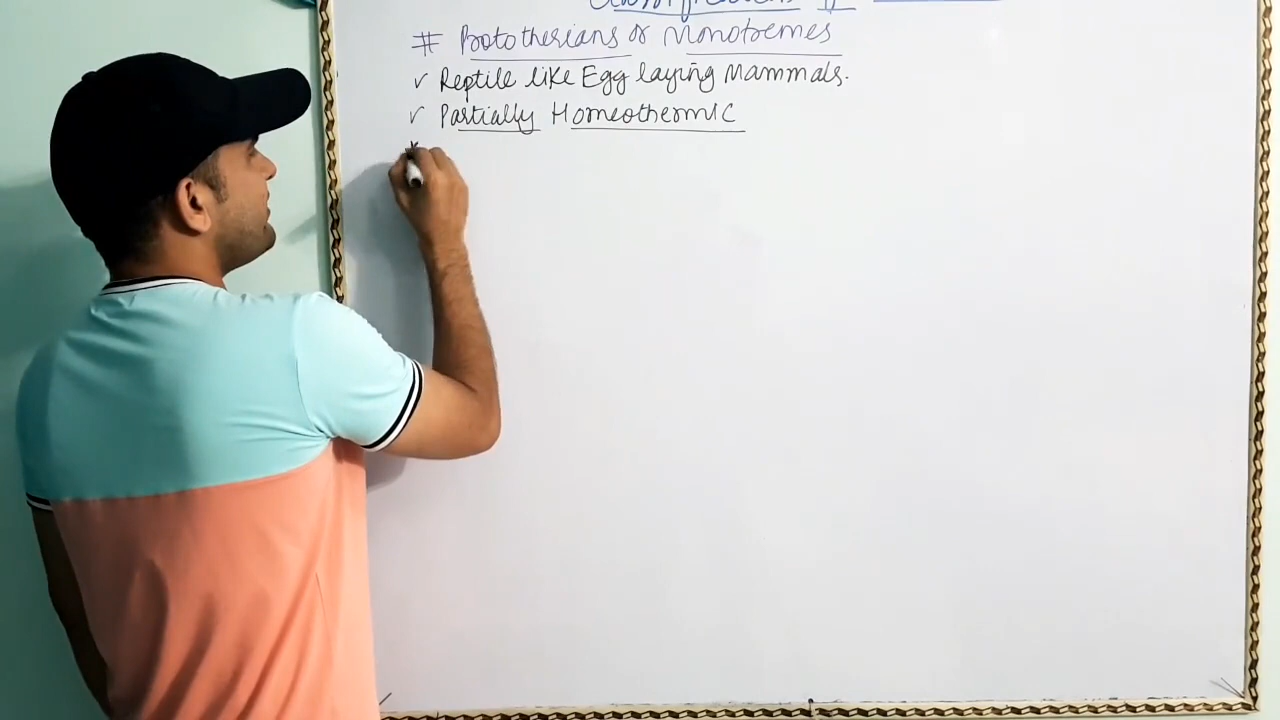 # Prototherians or Monotremes
✓ Reptile like Egg laying Mammals.
✓ Partially Homeothermic